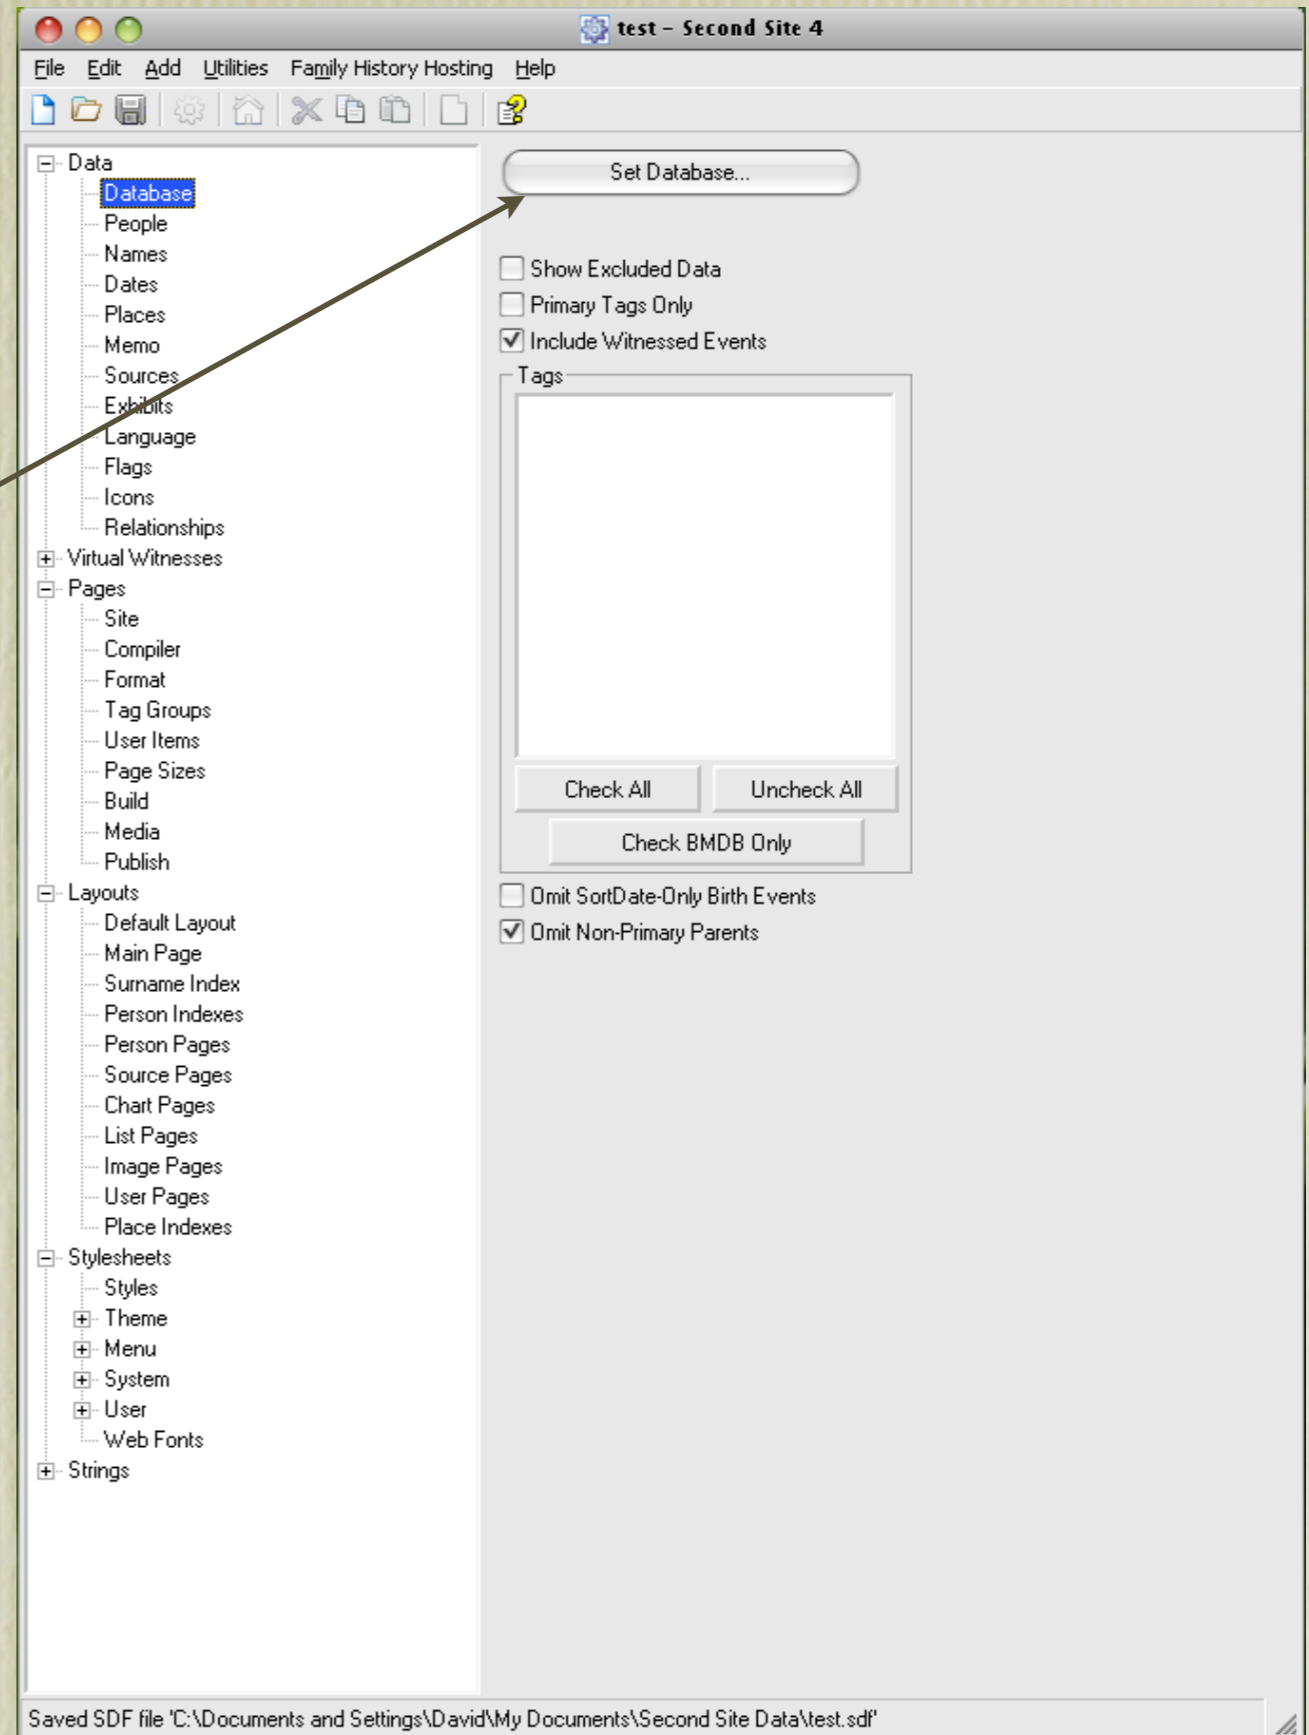 test – Second Site 4
File Edit Add Utilities Family History Hosting Help
Data
Database
People
Names
Dates
Places
Memo
Sources
Exhibits
Language
Flags
Icons
Relationships
Virtual Witnesses
Pages
Site
Compiler
Format
Tag Groups
User Items
Page Sizes
Build
Media
Publish
Layouts
Default Layout
Main Page
Surname Index
Person Indexes
Person Pages
Source Pages
Chart Pages
List Pages
Image Pages
User Pages
Place Indexes
Stylesheets
Styles
Theme
Menu
System
User
Web Fonts
Strings
Set Database...
Show Excluded Data
Primary Tags Only
Include Witnessed Events
Tags
Check All Uncheck All
Check BMDB Only
Omit SortDate-Only Birth Events
Omit Non-Primary Parents
Saved SDF file 'C:\Documents and Settings\David\My Documents\Second Site Data\test.sdf'